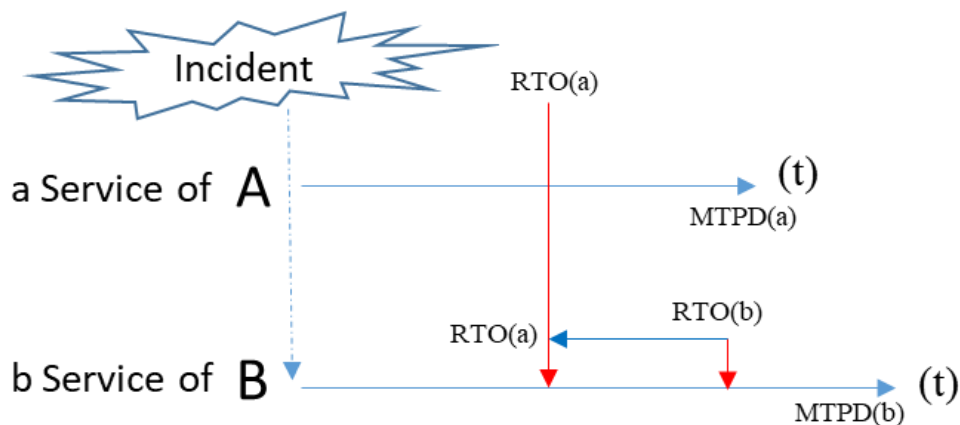 Incident
RTO(a)
a Service of A
(t)
MTPD(a)
RTO(b)
RTO(a)
b Service of B
(t)
MTPD(b)